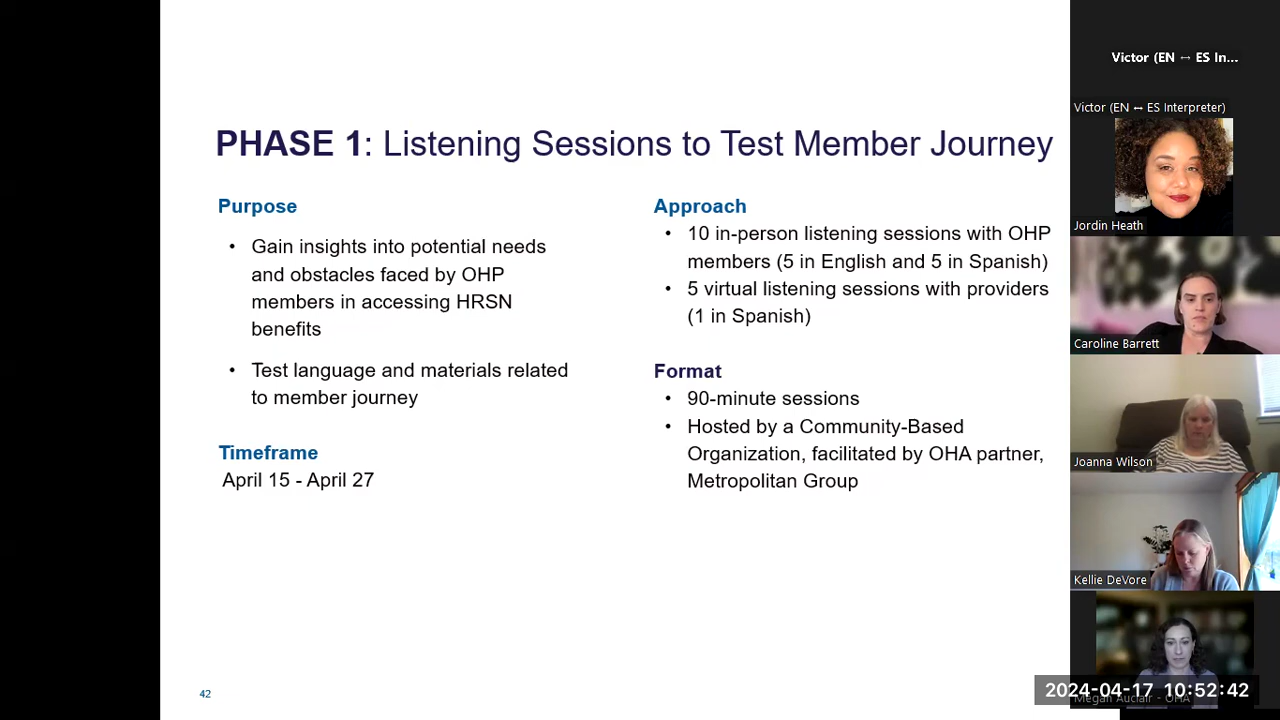 PHASE 1: Listening Sessions to Test Member Journey
Purpose
• Gain insights into potential needs
and obstacles faced by OHP
members in accessing HRSN
benefits
• Test language and materials related
to member journey
Timeframe
April 15 - April 27
Approach
• 10 in-person listening sessions with OHP
members (5 in English and 5 in Spanish)
• 5 virtual listening sessions with providers
(1 in Spanish)
Format
• 90-minute sessions
• Hosted by a Community-Based
Organization, facilitated by OHA partner,
Metropolitan Group
42
Victor (EN ↔ ES In...
Victor (EN ↔ ES Interpreter)
Jordin Heath
Caroline Barrett
Joanna Wilson
Kellie DeVore
2024-04-17 10:52:42
Megan Auclair - OHA